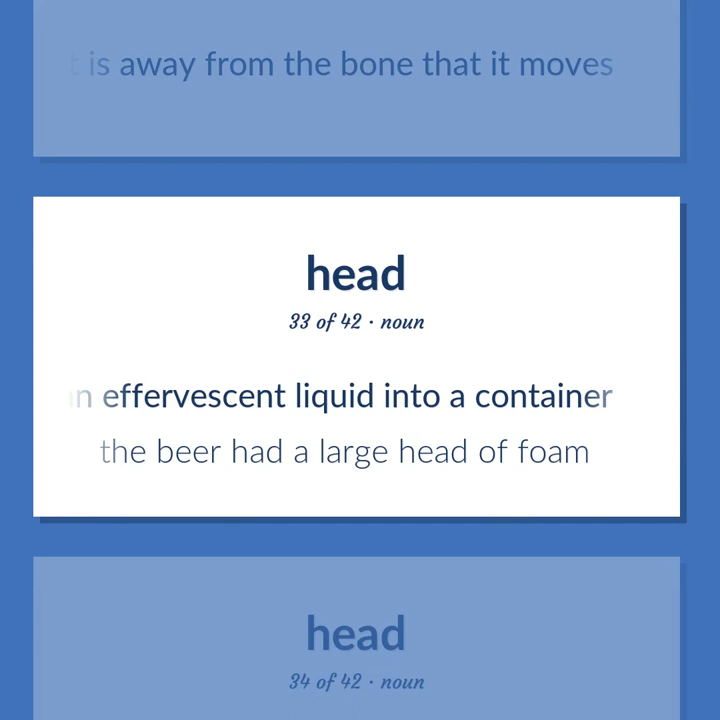 is away from the bone that it moves
head
33 of 42 · noun
effervescent liquid into a container
the beer had a large head of foam
head
34 of 42 · noun